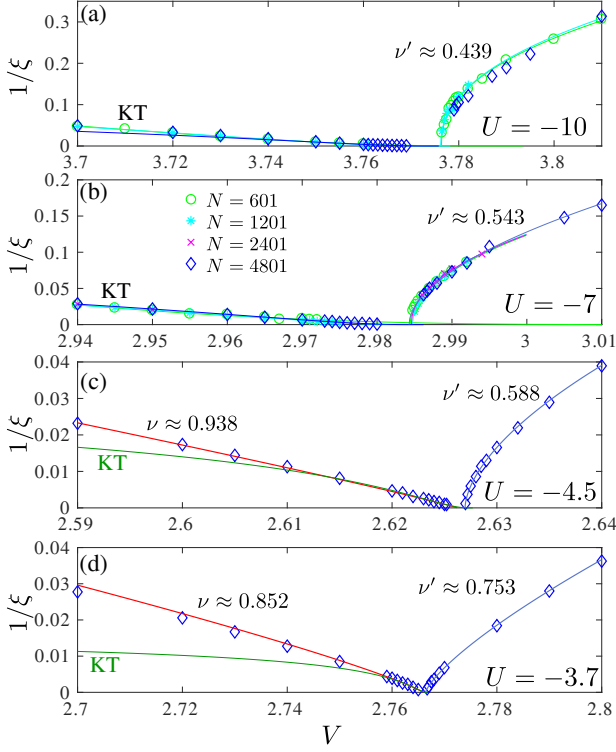 (a)
1/ξ
0.3
0.2
0.1
0
KT
ν′ ≈ 0.439
U = −10
3.7 3.72 3.74 3.76 3.78 3.8
(b)
1/ξ
0.2
0.15
0.1
0.05
0
N = 601
N = 1201
N = 2401
N = 4801
KT
ν′ ≈ 0.543
U = −7
2.94 2.95 2.96 2.97 2.98 2.99 3 3.01
(c)
1/ξ
0.04
0.03
0.02
0.01
0
ν ≈ 0.938
KT
ν′ ≈ 0.588
U = −4.5
2.59 2.6 2.61 2.62 2.63 2.64
(d)
1/ξ
0.04
0.03
0.02
0.01
0
ν ≈ 0.852
KT
ν′ ≈ 0.753
U = −3.7
2.7 2.72 2.74 2.76 2.78 2.8
V